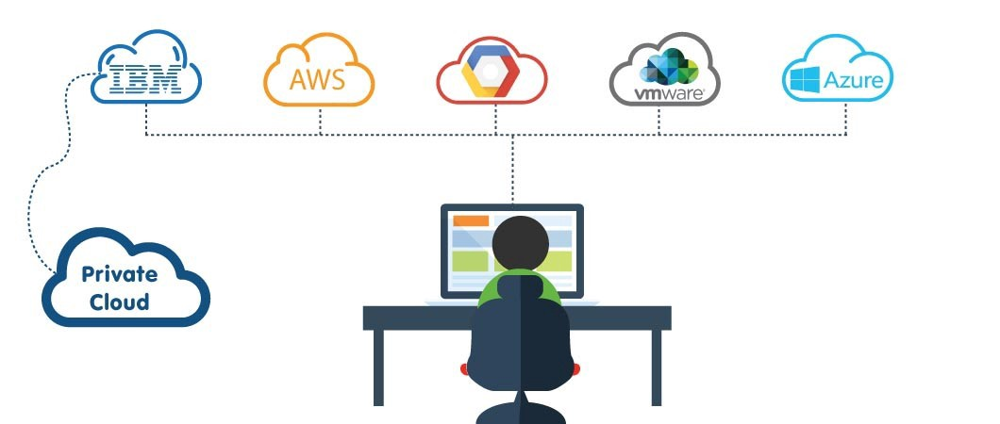 IBM
AWS
vmware®
Azure
Private
Cloud